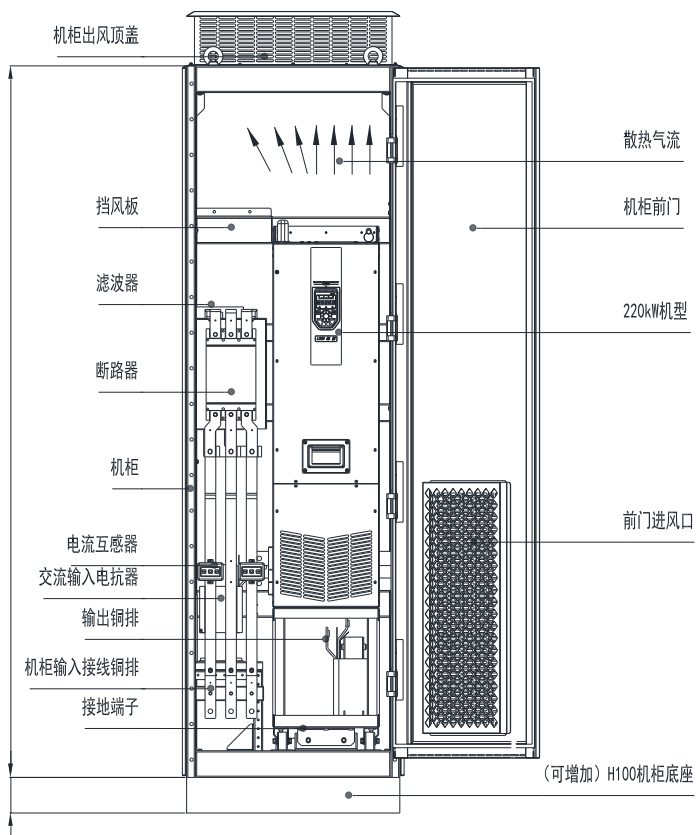 机柜出风顶盖
散热气流
挡风板
机柜前门
滤波器
220kW机型
断路器
机柜
前门进风口
电流互感器
交流输入电抗器
输出铜排
机柜输入接线铜排
接地端子
（可增加）H100机柜底座